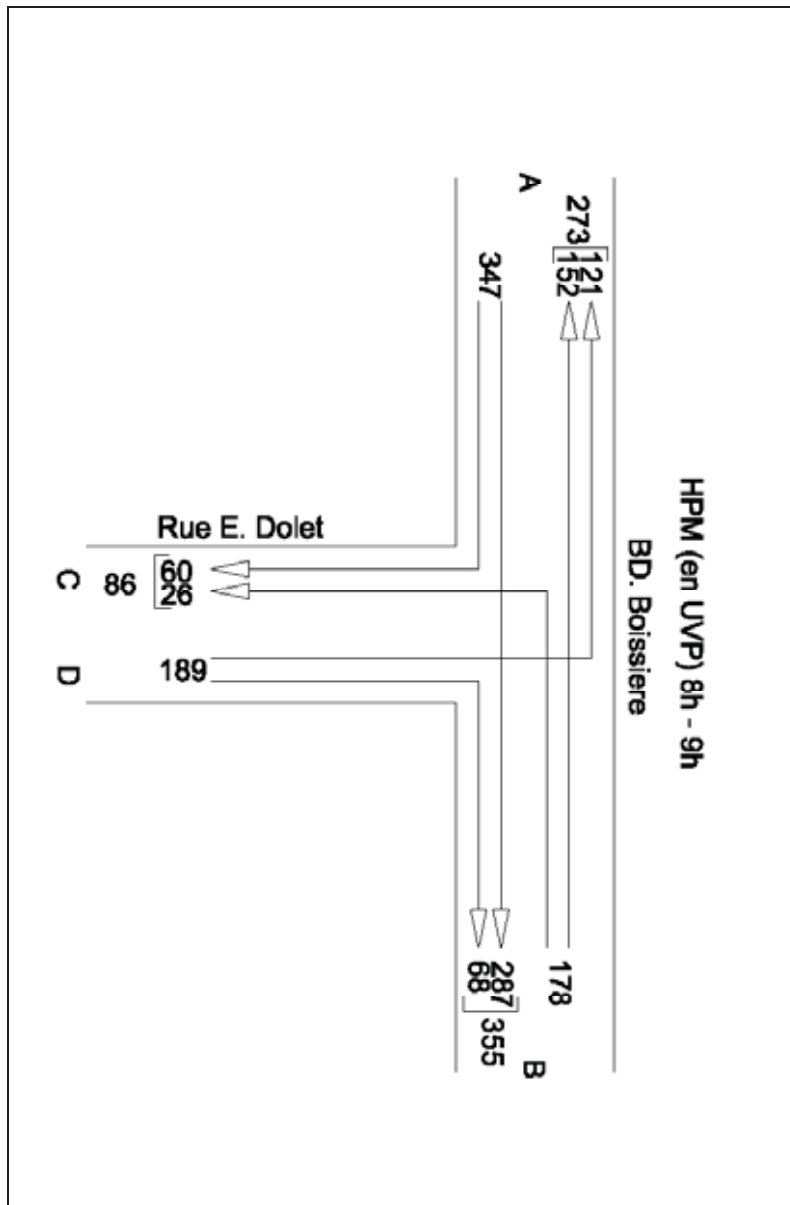 HPM (en UVP) 8h - 9h
BD. Boissiere
A
273
121
152
347
Rue E. Dolet
C
86
60
26
D
189
287
68
355
178
B